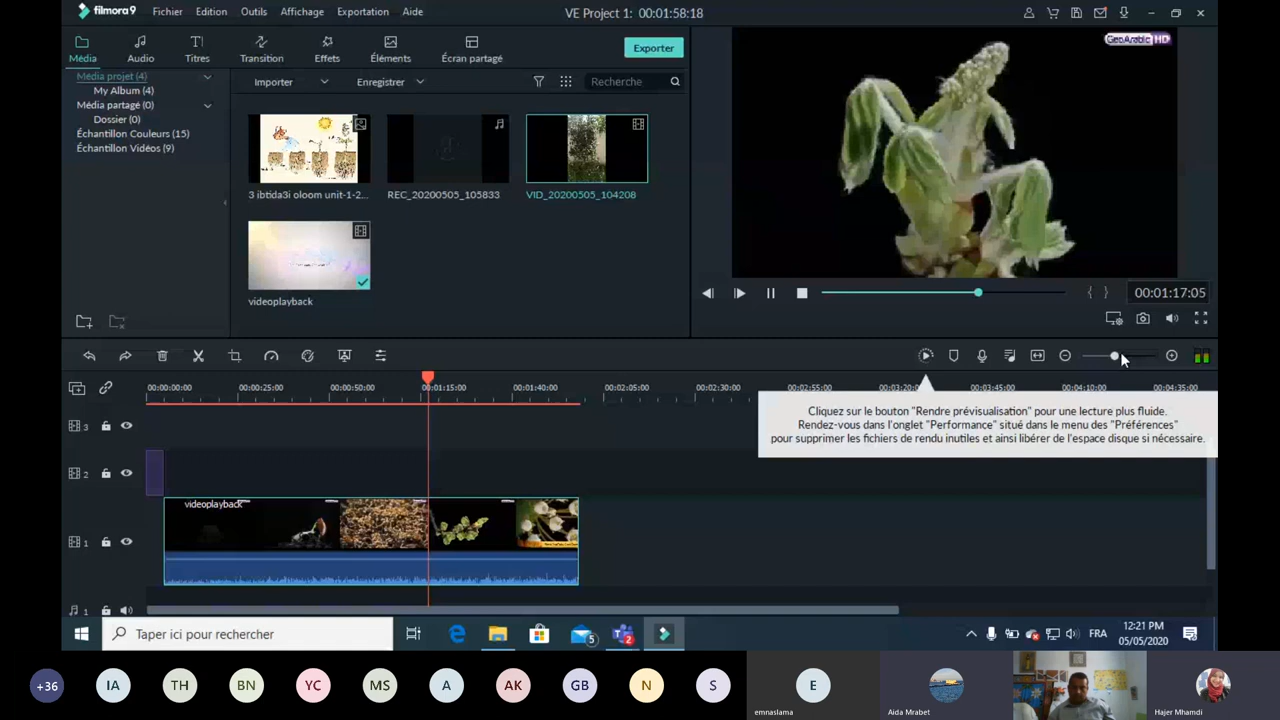 filmora9 Fichier Edition Outils Affichage Exportation Aide VE Project 1: 00:01:58:18
Média Audio Titres Transition Effets Éléments Écran partagé Exporter
Média projet (4)
My Album (4)
Média partagé (0)
Dossier (0)
Échantillon Couleurs (15)
Échantillon Vidéos (9)
Importer Enregistrer Recherche
3 ibtida3i oloom unit-1-2... REC_20200505_105833 VID_20200505_104208
videoplayback
GeoArabic HD
00:01:17:05
00:00:00:00 00:00:25:00 00:00:50:00 00:01:15:00 00:01:40:00 00:02:05:00 00:02:30:00 00:02:55:00 00:03:20:00 00:03:45:00 00:04:10:00 00:04:35:00
Cliquez sur le bouton "Rendre prévisualisation" pour une lecture plus fluide.
Rendez-vous dans l'onglet "Performance" situé dans le menu des "Préférences"
pour supprimer les fichiers de rendu inutiles et ainsi libérer de l'espace disque si nécessaire.
3
2
videoplayback
1
1
Taper ici pour rechercher 5 2 FRA 12:21 PM
05/05/2020
+36 IA TH BN YC MS A AK GB N S E
emnaslama Aida Mrabet Hajer Mhamdi